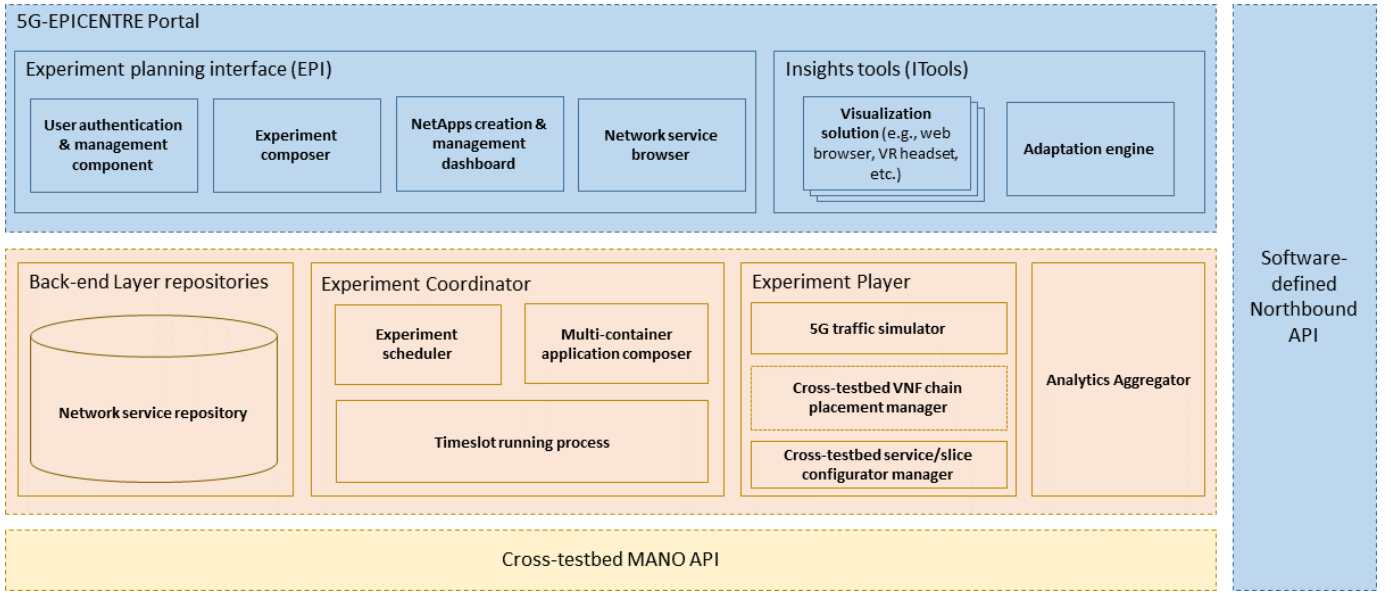 5G-EPICENTRE Portal
Experiment planning interface (EPI)
User authentication
& management
component
Experiment
composer
NetApps creation &
management
dashboard
Network service
browser
Insights tools (ITools)
Visualization
solution (e.g., web
browser, VR headset,
etc.)
Adaptation engine
Back-end Layer repositories
Network service repository
Experiment Coordinator
Experiment
scheduler
Multi-container
application composer
Timeslot running process
Experiment Player
5G traffic simulator
Cross-testbed VNF chain
placement manager
Cross-testbed service/slice
configurator manager
Analytics Aggregator
Cross-testbed MANO API
Software-
defined
Northbound
API